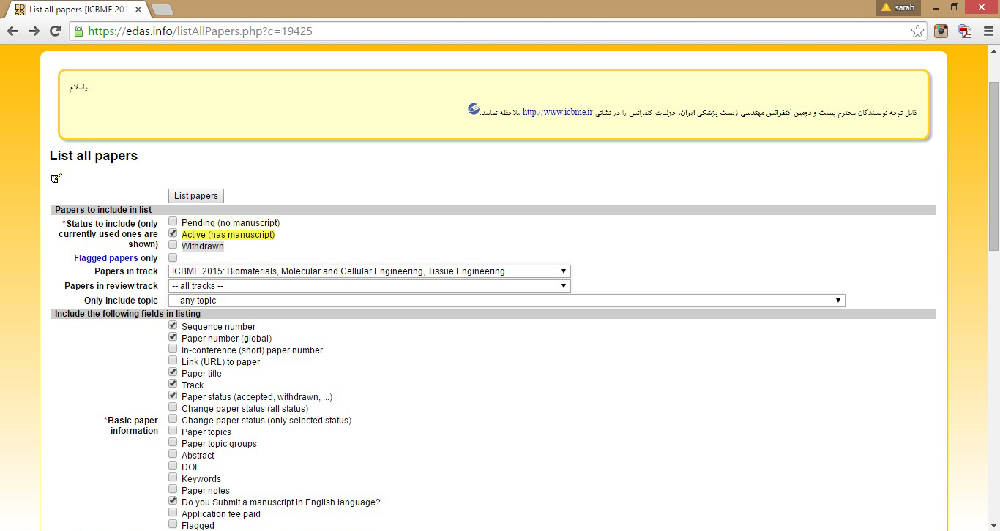 List all papers [ICBME 201
sarah
https://edas.info/listAllPapers.php?c=19425
باسلام.
قابل توجه نویسندگان محترم بیست و دومین کنفرانس مهندسی زیست پزشکی ایران، جزئیات کنفرانس را در نشانی http://www.icbme.ir ملاحظه نمایید.
List all papers
List papers
Papers to include in list
*Status to include (only currently used ones are shown)
Pending (no manuscript)
Active (has manuscript)
Withdrawn
Flagged papers only
Papers in track ICBME 2015: Biomaterials, Molecular and Cellular Engineering, Tissue Engineering
Papers in review track -- all tracks --
Only include topic -- any topic --
Include the following fields in listing
*Basic paper information
Sequence number
Paper number (global)
In-conference (short) paper number
Link (URL) to paper
Paper title
Track
Paper status (accepted, withdrawn, ...)
Change paper status (all status)
Change paper status (only selected status)
Paper topics
Paper topic groups
Abstract
DOI
Keywords
Paper notes
Do you Submit a manuscript in English language?
Application fee paid
Flagged